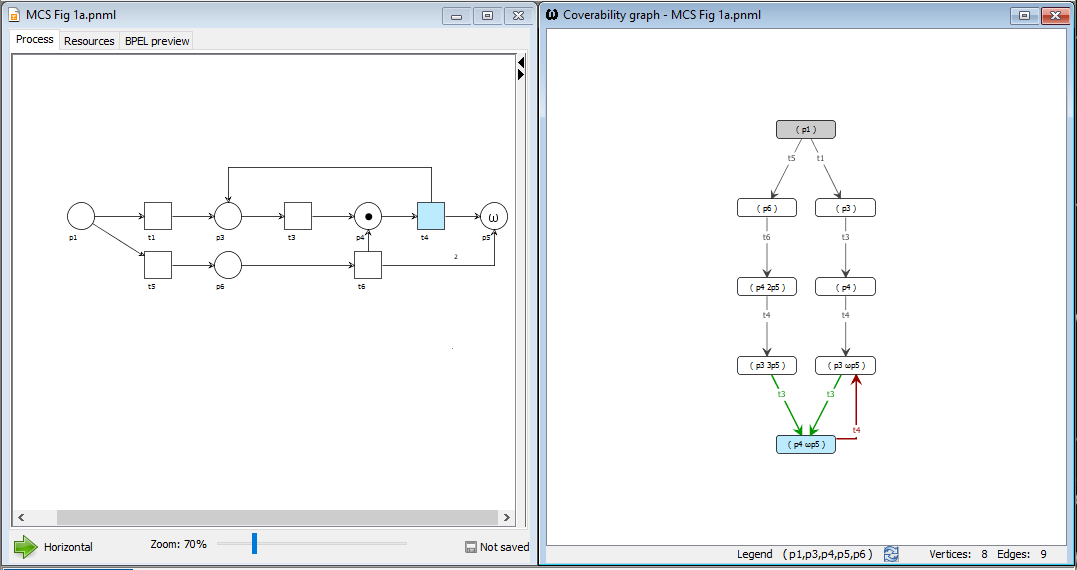 MCS Fig 1a.pnml
Process Resources BPEL preview
p1 t1 p3 t3 p4 t4 ω p5
t5 p6 t6 2
Zoom: 70%
Horizontal
Not saved
ω Coverability graph - MCS Fig 1a.pnml
( p1 )
t5 t1
( p6 ) ( p3 )
t6 t3
( p4 2p5 ) ( p4 )
t4 t4
( p3 3p5 ) ( p3 ωp5 )
t3 t3
t4
( p4 ωp5 )
Legend ( p1,p3,p4,p5,p6 ) Vertices: 8 Edges: 9